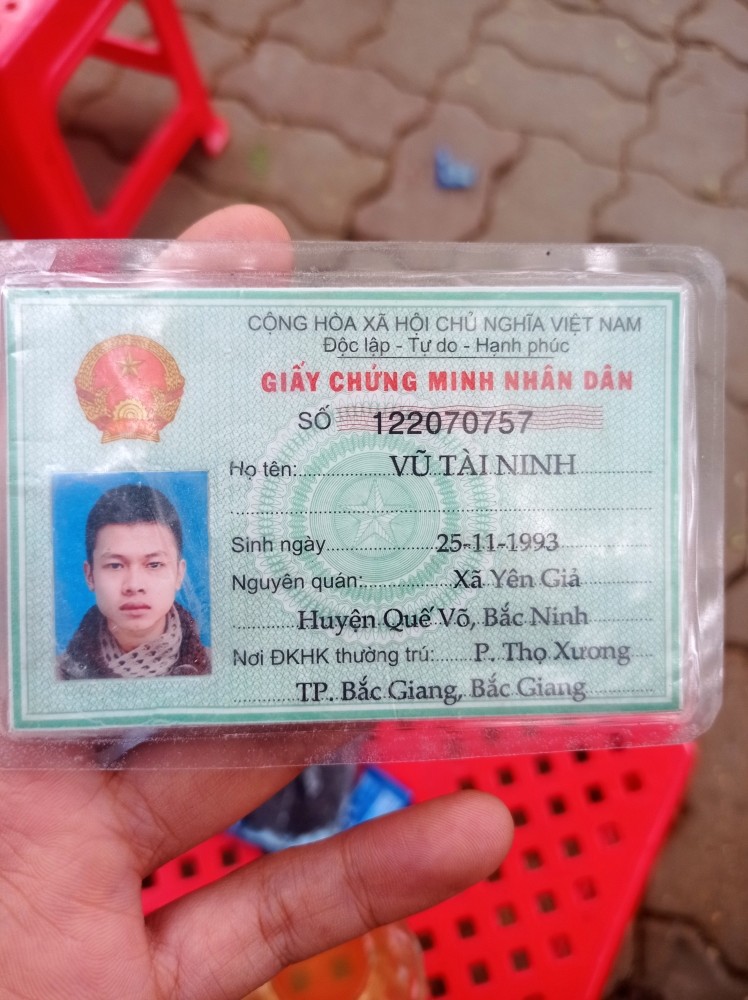 CỘNG HÒA XÃ HỘI CHỦ NGHĨA VIỆT NAM
Độc lập - Tự do - Hạnh phúc
GIẤY CHỨNG MINH NHÂN DÂN
SỐ 122070757
Họ tên: VŨ TÀI NINH
Sinh ngày 25-11-1993
Nguyên quán: Xã Yên Giả
Huyện Quế Võ, Bắc Ninh
Nơi ĐKHK thường trú: P. Thọ Xương
TP. Bắc Giang, Bắc Giang